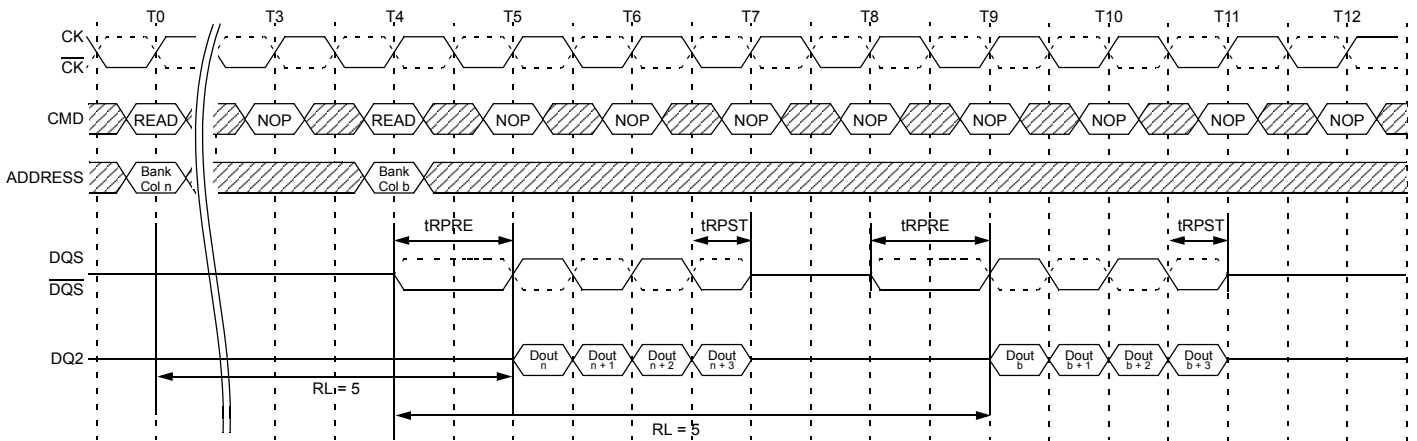 T0 T3 T4 T5 T6 T7 T8 T9 T10 T11 T12
CK
CK
CMD READ NOP READ NOP NOP NOP NOP NOP NOP NOP NOP
ADDRESS Bank Col n Bank Col b
tRPRE tRPST tRPRE tRPST
DQS
DQS
DQ2 Dout n Dout n + 1 Dout n + 2 Dout n + 3 Dout b Dout b + 1 Dout b + 2 Dout b + 3
RL = 5
RL = 5